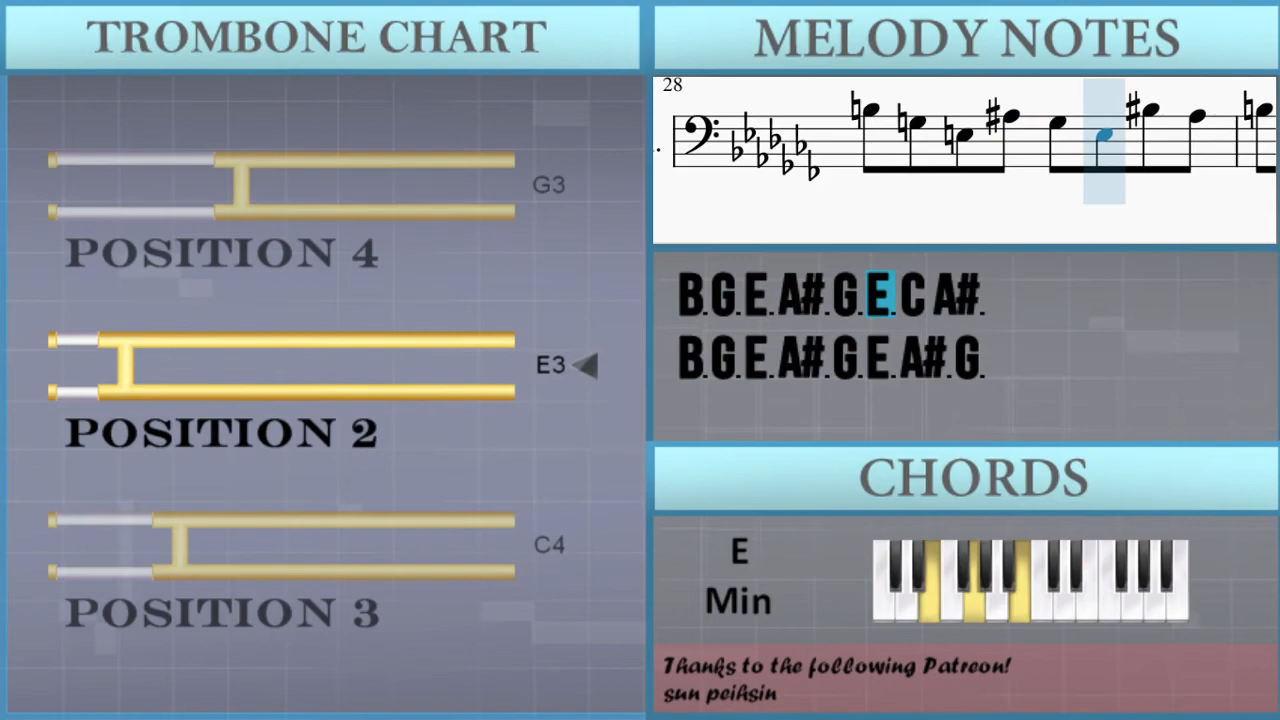 TROMBONE CHART
G3
POSITION 4
E3
POSITION 2
C4
POSITION 3
MELODY NOTES
28
B.G.E.A#.G.E.C A#.
B.G.E.A#.G.E.A#.G.
CHORDS
E
Min
Thanks to the following Patreon!
sun peihsin